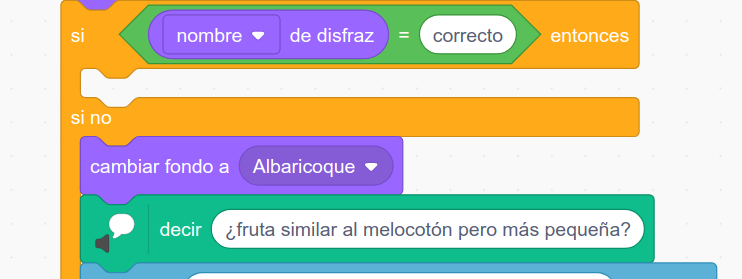 si nombre de disfraz = correcto entonces
si no
cambiar fondo a Albaricoque
decir ¿fruta similar al melocotón pero más pequeña?